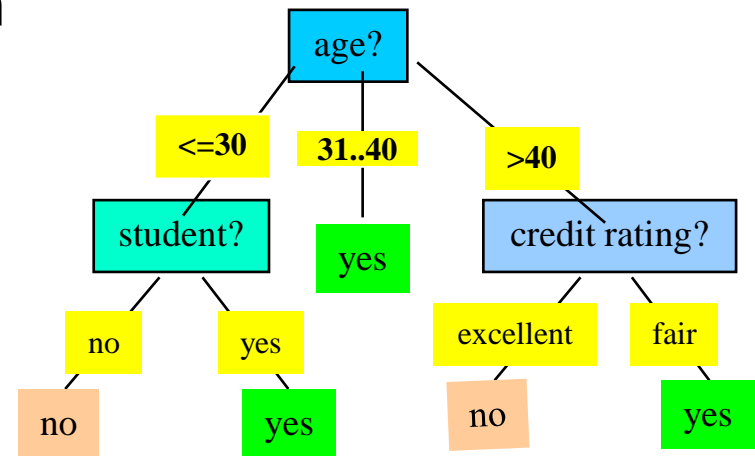 age?
<=30
31..40
>40
student?
yes
credit rating?
no
yes
excellent
fair
no
yes
no
yes